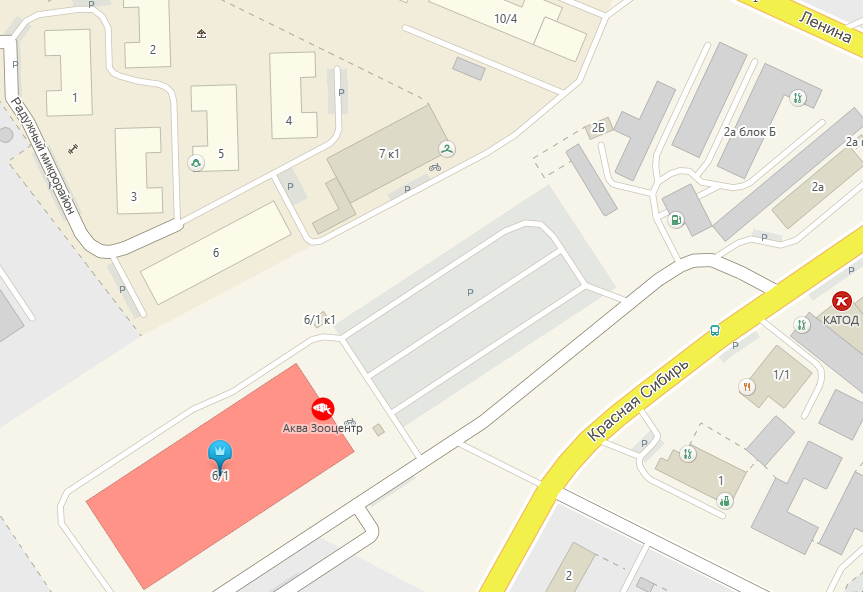 P
10/4
Ленина
2
P
1
P
4
2Б
2а блок Б
2а
5
7 к1
Радужный микрорайон
3
P
P
2а
6
P
P
P
P
6/1 к1
КАТОД
P
1/1
Красная Сибирь
Аква Зооцентр
P
6/1
1
2